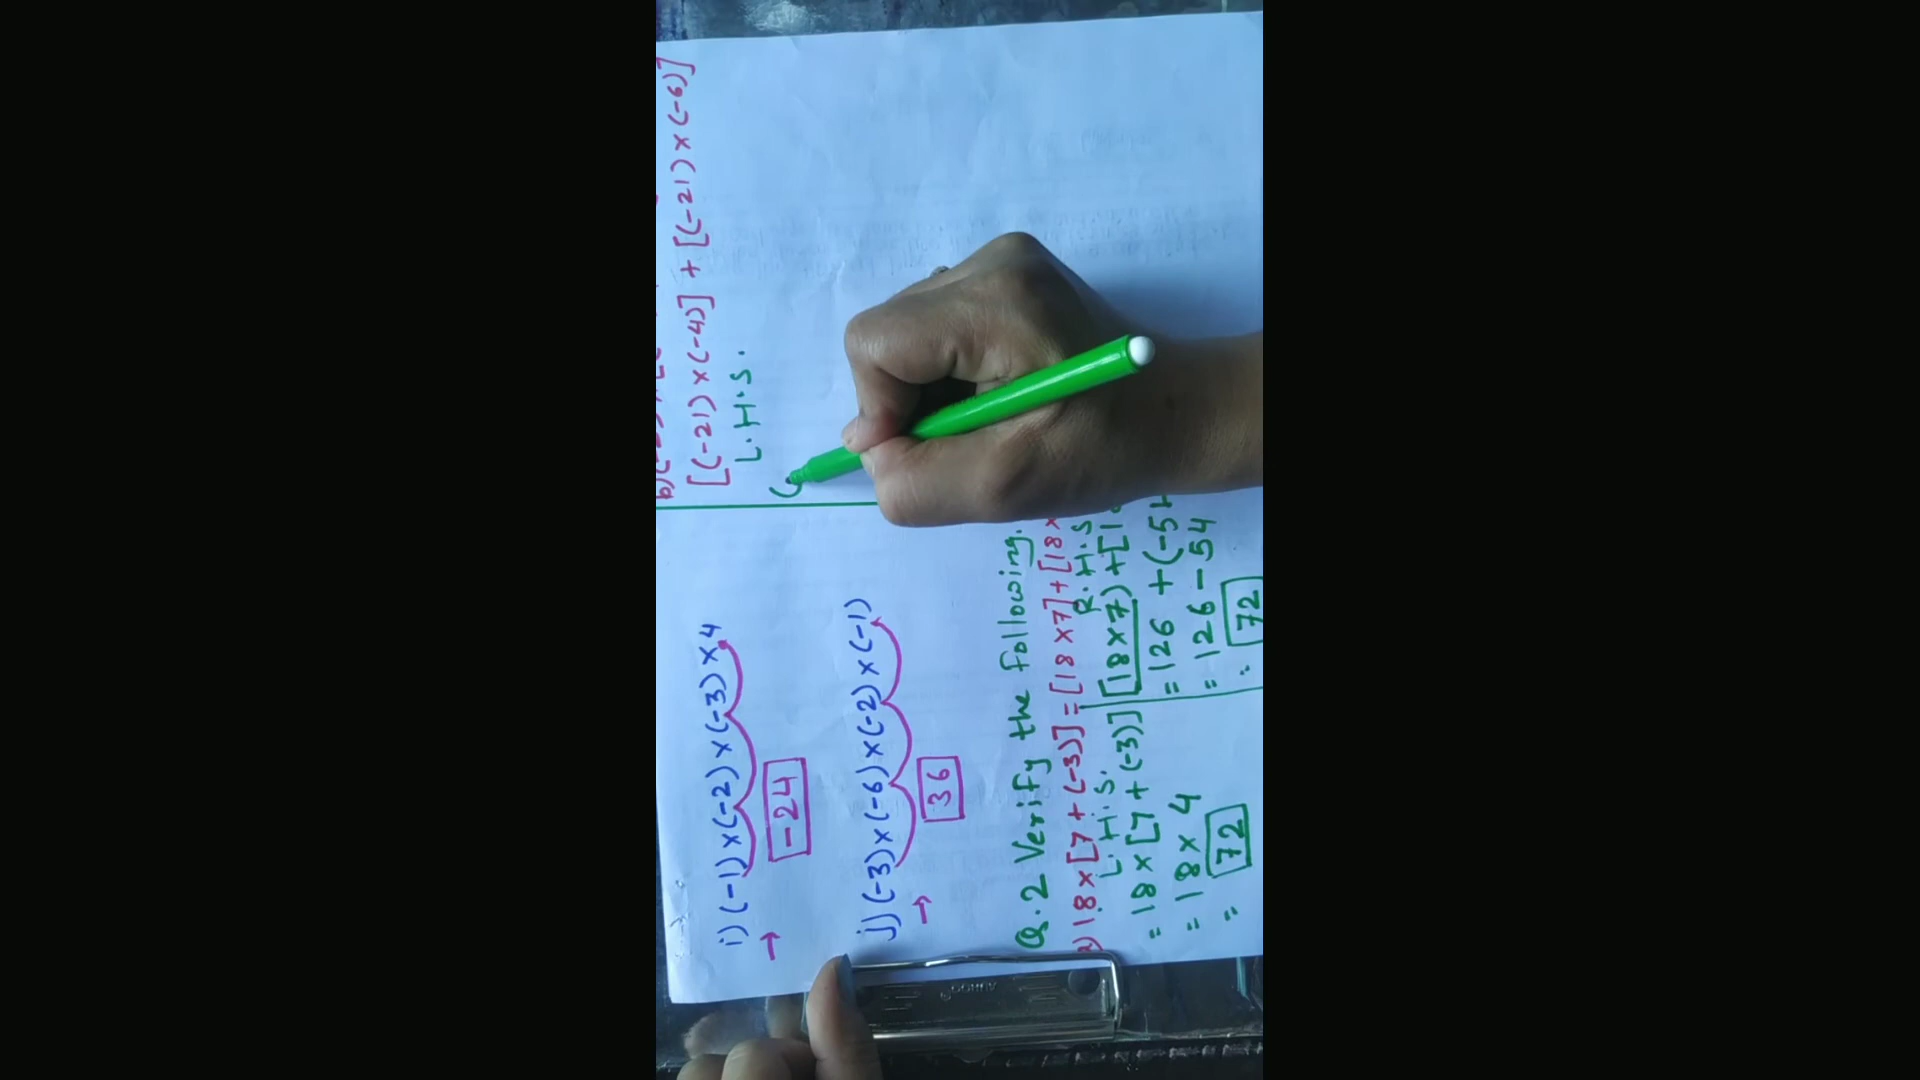 i) (-1) × (-2) × (-3) × 4
→ -24
j) (-3) × (-6) × (-2) × (-1)
→ 36
Q.2 Verify the following.
a) 18 × [7 + (-3)] = [18 × 7] + [18 ×
L.H.S.
= 18 × [7 + (-3)]
= 18 × 4
= 72
R.H.S
[18 × 7) + [1
= 126 + (-54
= 126 - 54
72
b)
[(-21) × (-4)] + [(-21) × (-6)]
L.H.S.
(